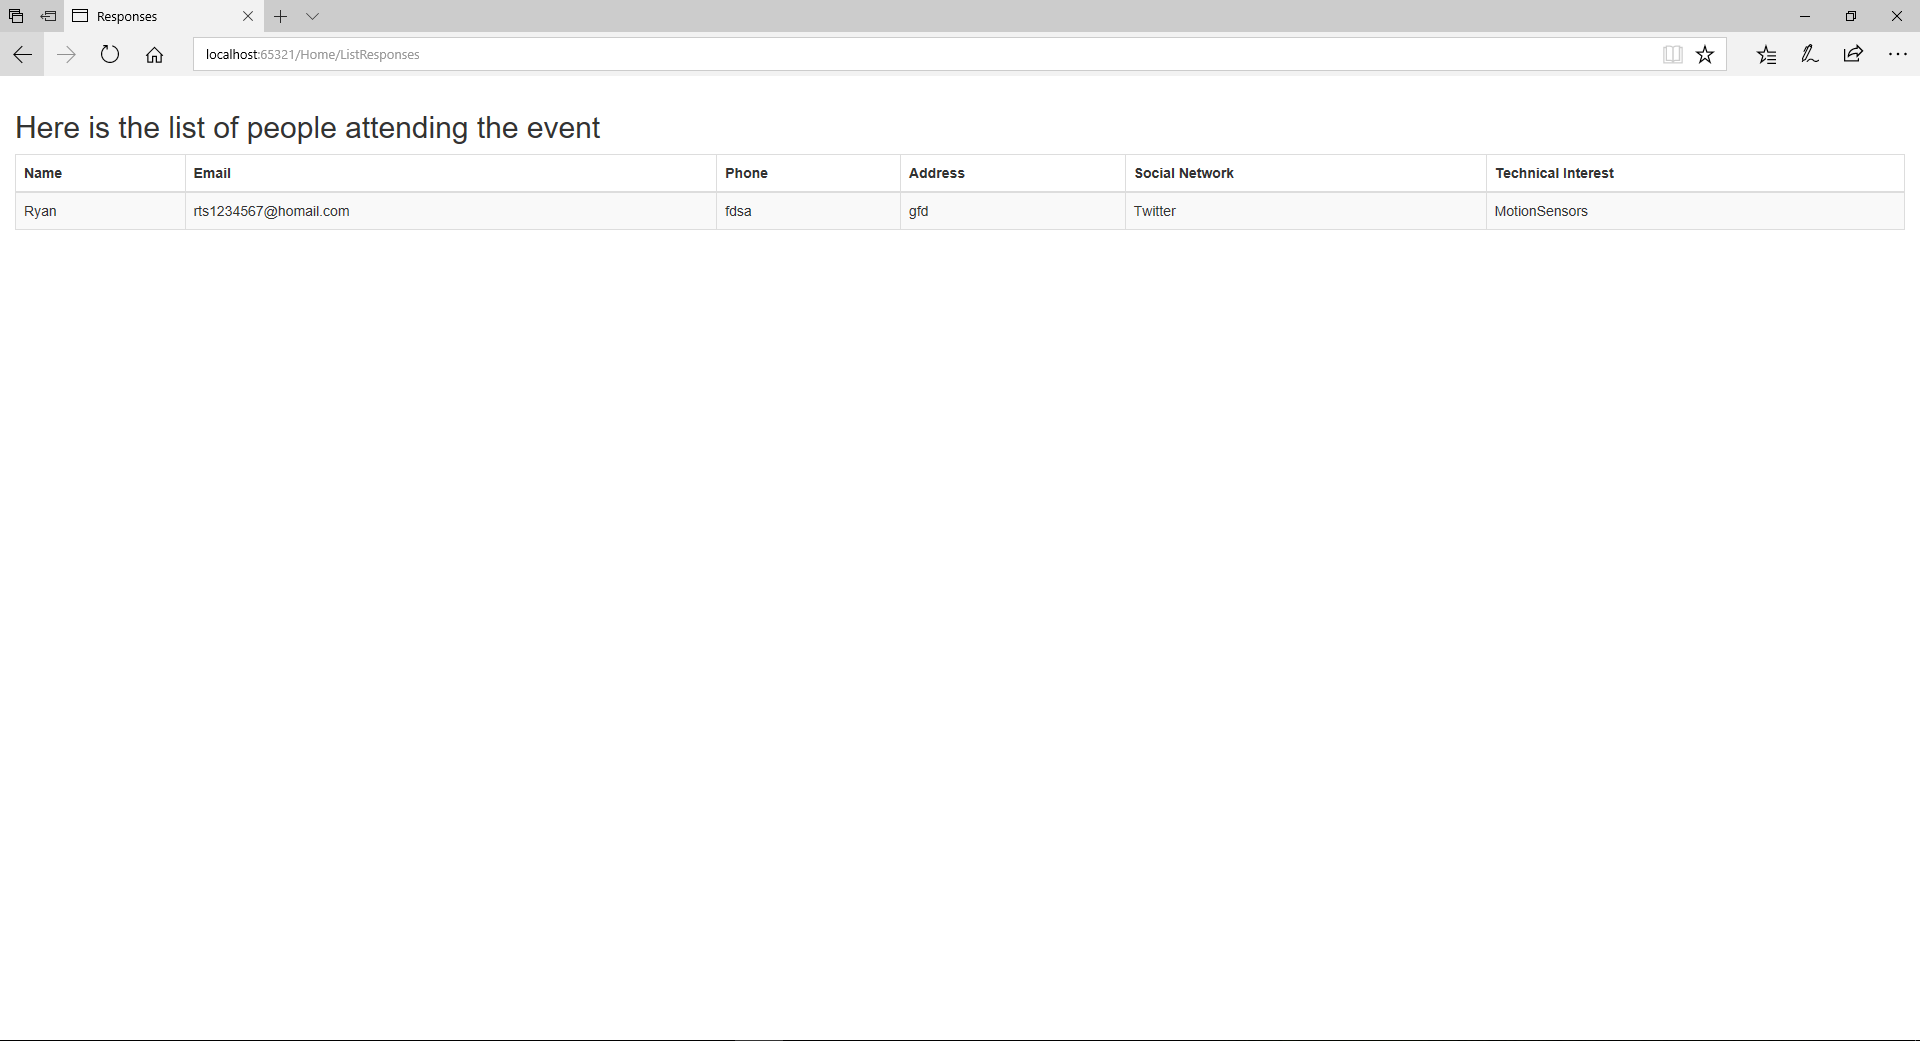 Responses
localhost:65321/Home/ListResponses
Here is the list of people attending the event
Name Email Phone Address Social Network Technical Interest
Ryan rts1234567@homail.com fdsa gfd Twitter MotionSensors